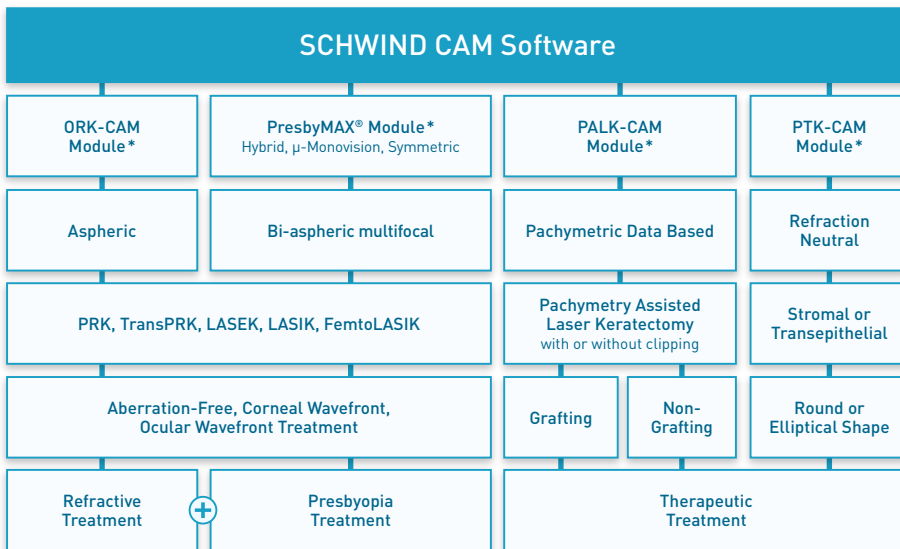 SCHWIND CAM Software
ORK-CAM
Module*
PresbyMAX® Module*
Hybrid, µ-Monovision, Symmetric
PALK-CAM
Module*
PTK-CAM
Module*
Aspheric
Bi-aspheric multifocal
Pachymetric Data Based
Refraction
Neutral
PRK, TransPRK, LASEK, LASIK, FemtoLASIK
Pachymetry Assisted
Laser Keratectomy
with or without clipping
Stromal or
Transepithelial
Aberration-Free, Corneal Wavefront,
Ocular Wavefront Treatment
Grafting
Non-
Grafting
Round or
Elliptical Shape
Refractive
Treatment
+
Presbyopia
Treatment
Therapeutic
Treatment